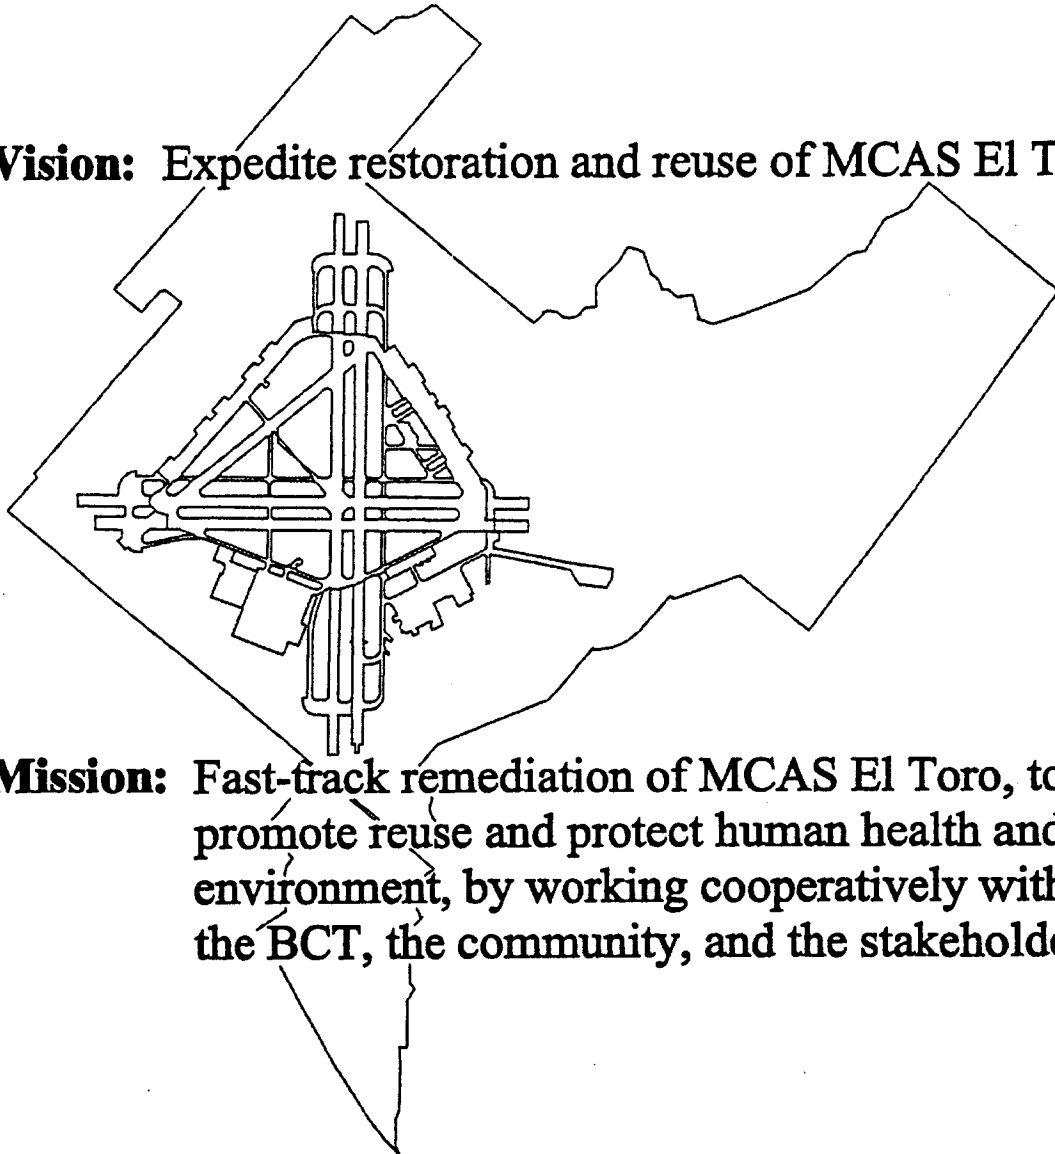 Vision: Expedite restoration and reuse of MCAS El T
Mission: Fast-track remediation of MCAS El Toro, to
promote reuse and protect human health and
environment, by working cooperatively with
the BCT, the community, and the stakeholde